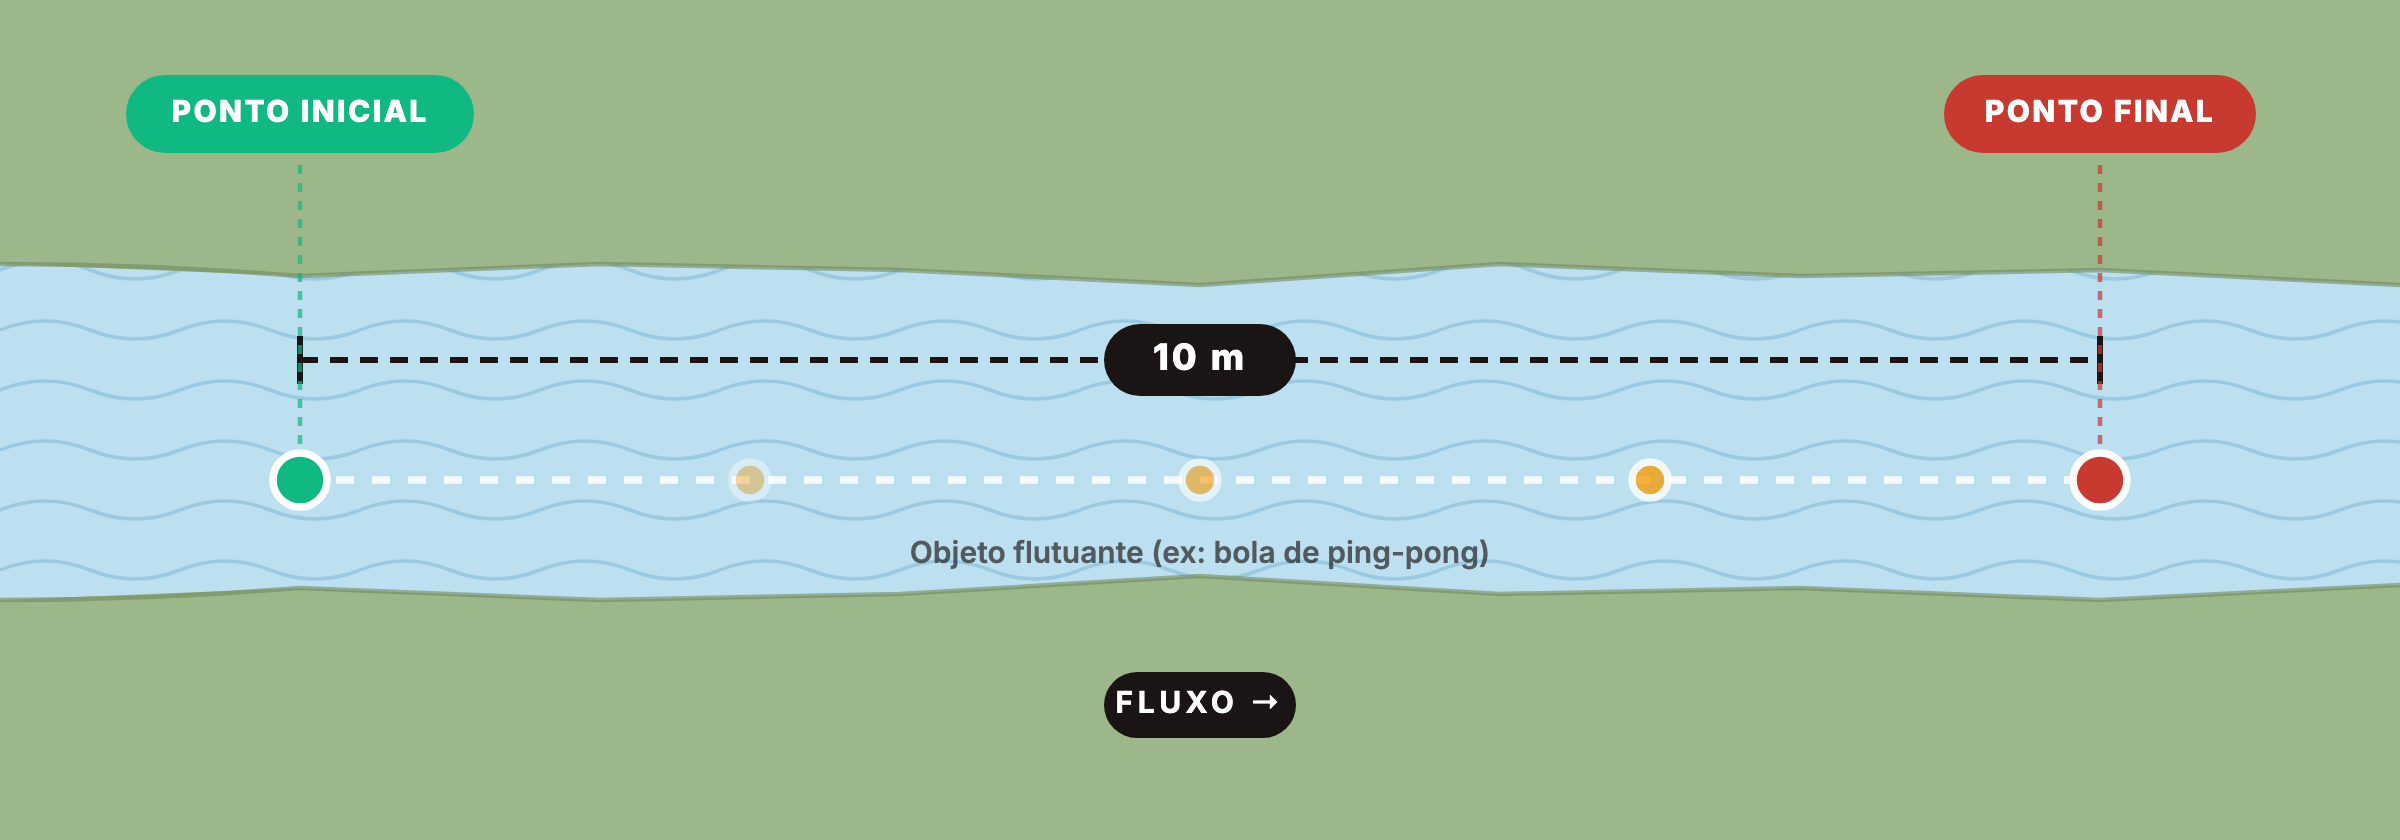 PONTO INICIAL
PONTO FINAL
10 m
Objeto flutuante (ex: bola de ping-pong)
FLUXO →